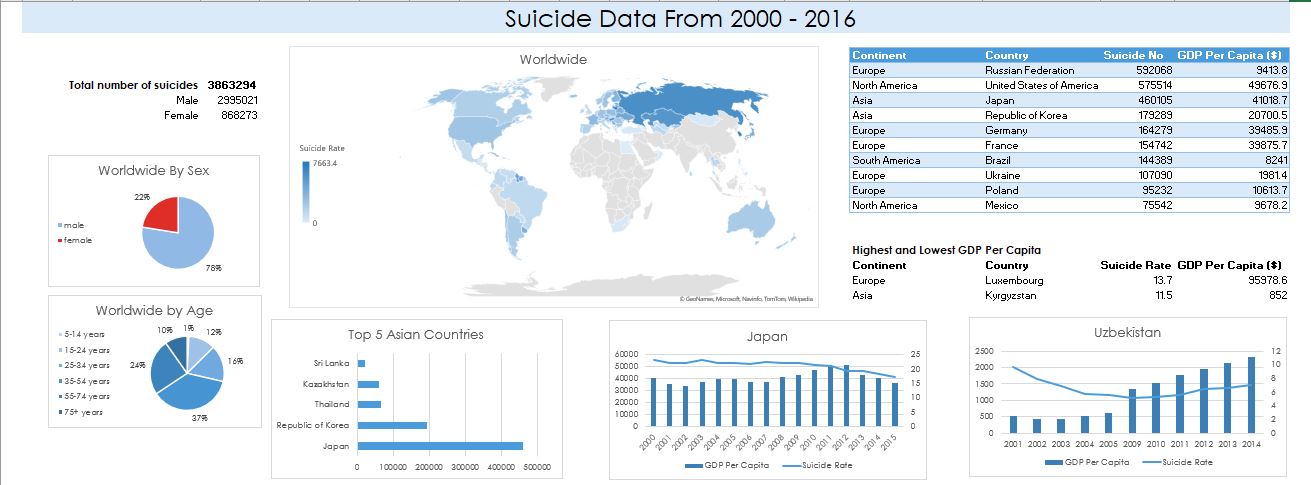 Suicide Data From 2000 - 2016
Total number of suicides 3863294
Male 2995021
Female 868273
Worldwide By Sex
22%
male
female
78%
Worldwide by Age
5-14 years
15-24 years
25-34 years
35-54 years
55-74 years
75+ years
10% 1% 12%
16%
24%
37%
Worldwide
Suicide Rate
7663.4
0
© GeoNames, Microsoft, Navinfo, TomTom, Wikipedia
Continent Country Suicide No GDP Per Capita ($)
Europe Russian Federation 592068 9413.8
North America United States of America 575514 49676.9
Asia Japan 460105 41018.7
Asia Republic of Korea 179289 20700.5
Europe Germany 164279 39485.9
Europe France 154742 39875.7
South America Brazil 144389 8241
Europe Ukraine 107090 1981.4
Europe Poland 95232 10613.7
North America Mexico 75542 9678.2
Highest and Lowest GDP Per Capita
Continent Country Suicide Rate GDP Per Capita ($)
Europe Luxembourg 13.7 95978.6
Asia Kyrgyzstan 11.5 852
Top 5 Asian Countries
Sri Lanka
Kazakhstan
Thailand
Republic of Korea
Japan
0 100000 200000 300000 400000 500000
Japan
60000 25
50000 20
40000 15
30000
20000 10
10000 5
0 0
2000 2001 2002 2003 2004 2005 2006 2007 2008 2009 2010 2011 2012 2013 2014 2015
GDP Per Capita Suicide Rate
Uzbekistan
2500 12
2000 10
1500 8
1000 6
500 4
0 2
0
2001 2002 2003 2004 2005 2009 2010 2011 2012 2013 2014
GDP Per Capita Suicide Rate